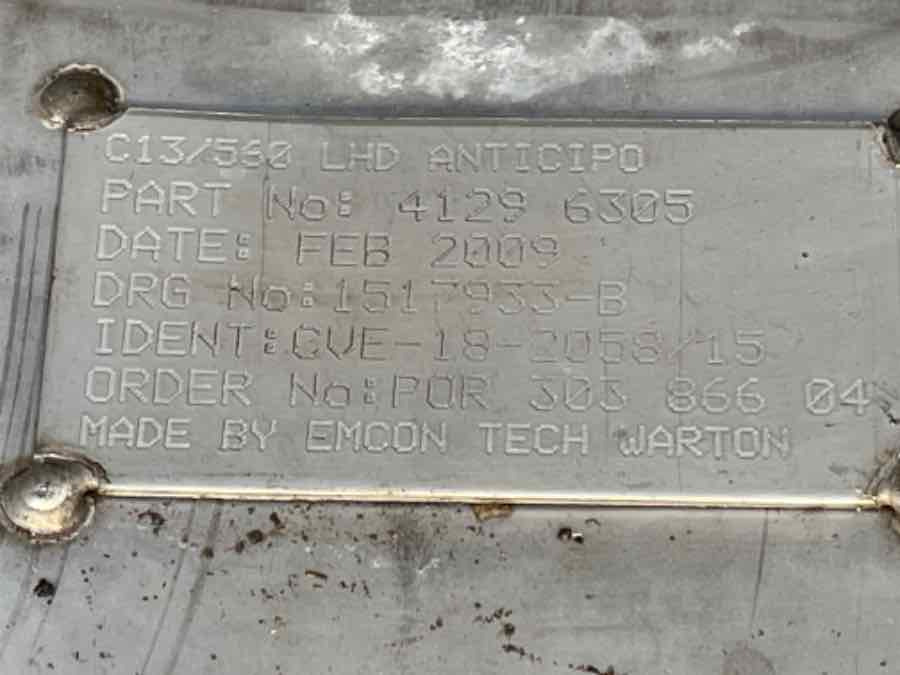 C13/560 LHD ANTICIPO
PART No: 4129 6305
DATE: FEB 2009
DRG No:1517933-B
IDENT:CVE-18-2058/15
ORDER No:POR 303 866 04
MADE BY EMCON TECH WARTON